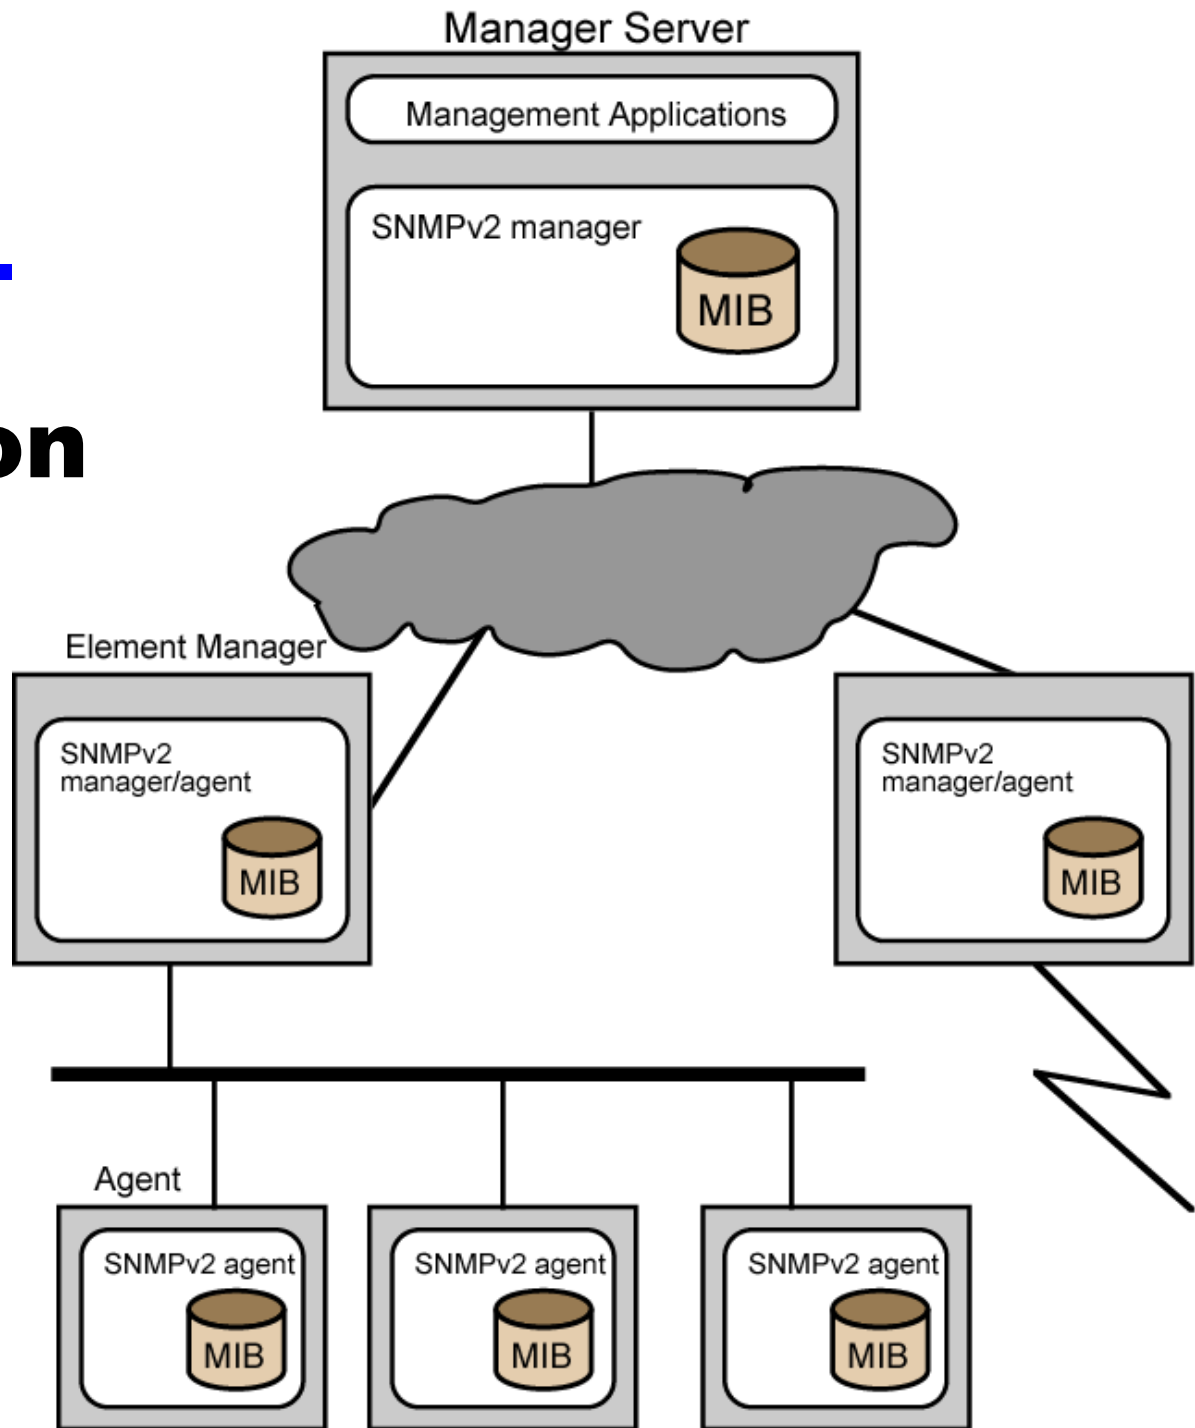 Manager Server
Management Applications
SNMPv2 manager
MIB
on
Element Manager
SNMPv2
manager/agent
MIB
SNMPv2
manager/agent
MIB
Agent
SNMPv2 agent
MIB
SNMPv2 agent
MIB
SNMPv2 agent
MIB